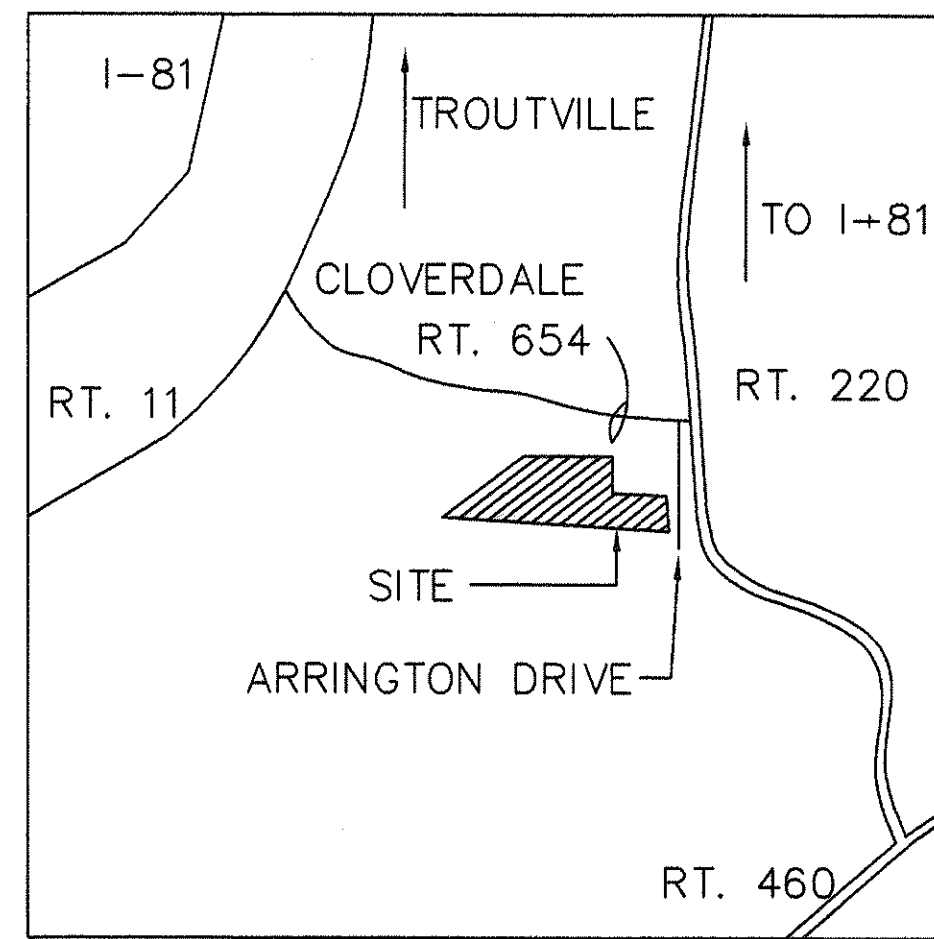 I-81
TROUTVILLE
TO I-81
CLOVERDALE
RT. 654
RT. 220
RT. 11
SITE
ARRINGTON DRIVE
RT. 460